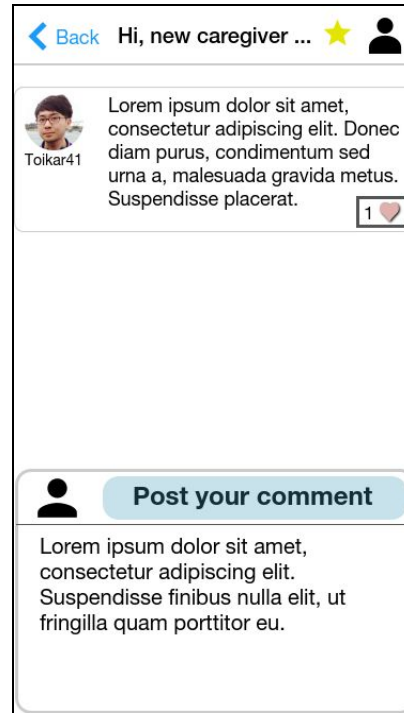 Back Hi, new caregiver ...
Lorem ipsum dolor sit amet,
consectetur adipiscing elit. Donec
diam purus, condimentum sed
urna a, malesuada gravida metus.
Suspendisse placerat.
Toikar41
1
Post your comment
Lorem ipsum dolor sit amet,
consectetur adipiscing elit.
Suspendisse finibus nulla elit, ut
fringilla quam porttitor eu.